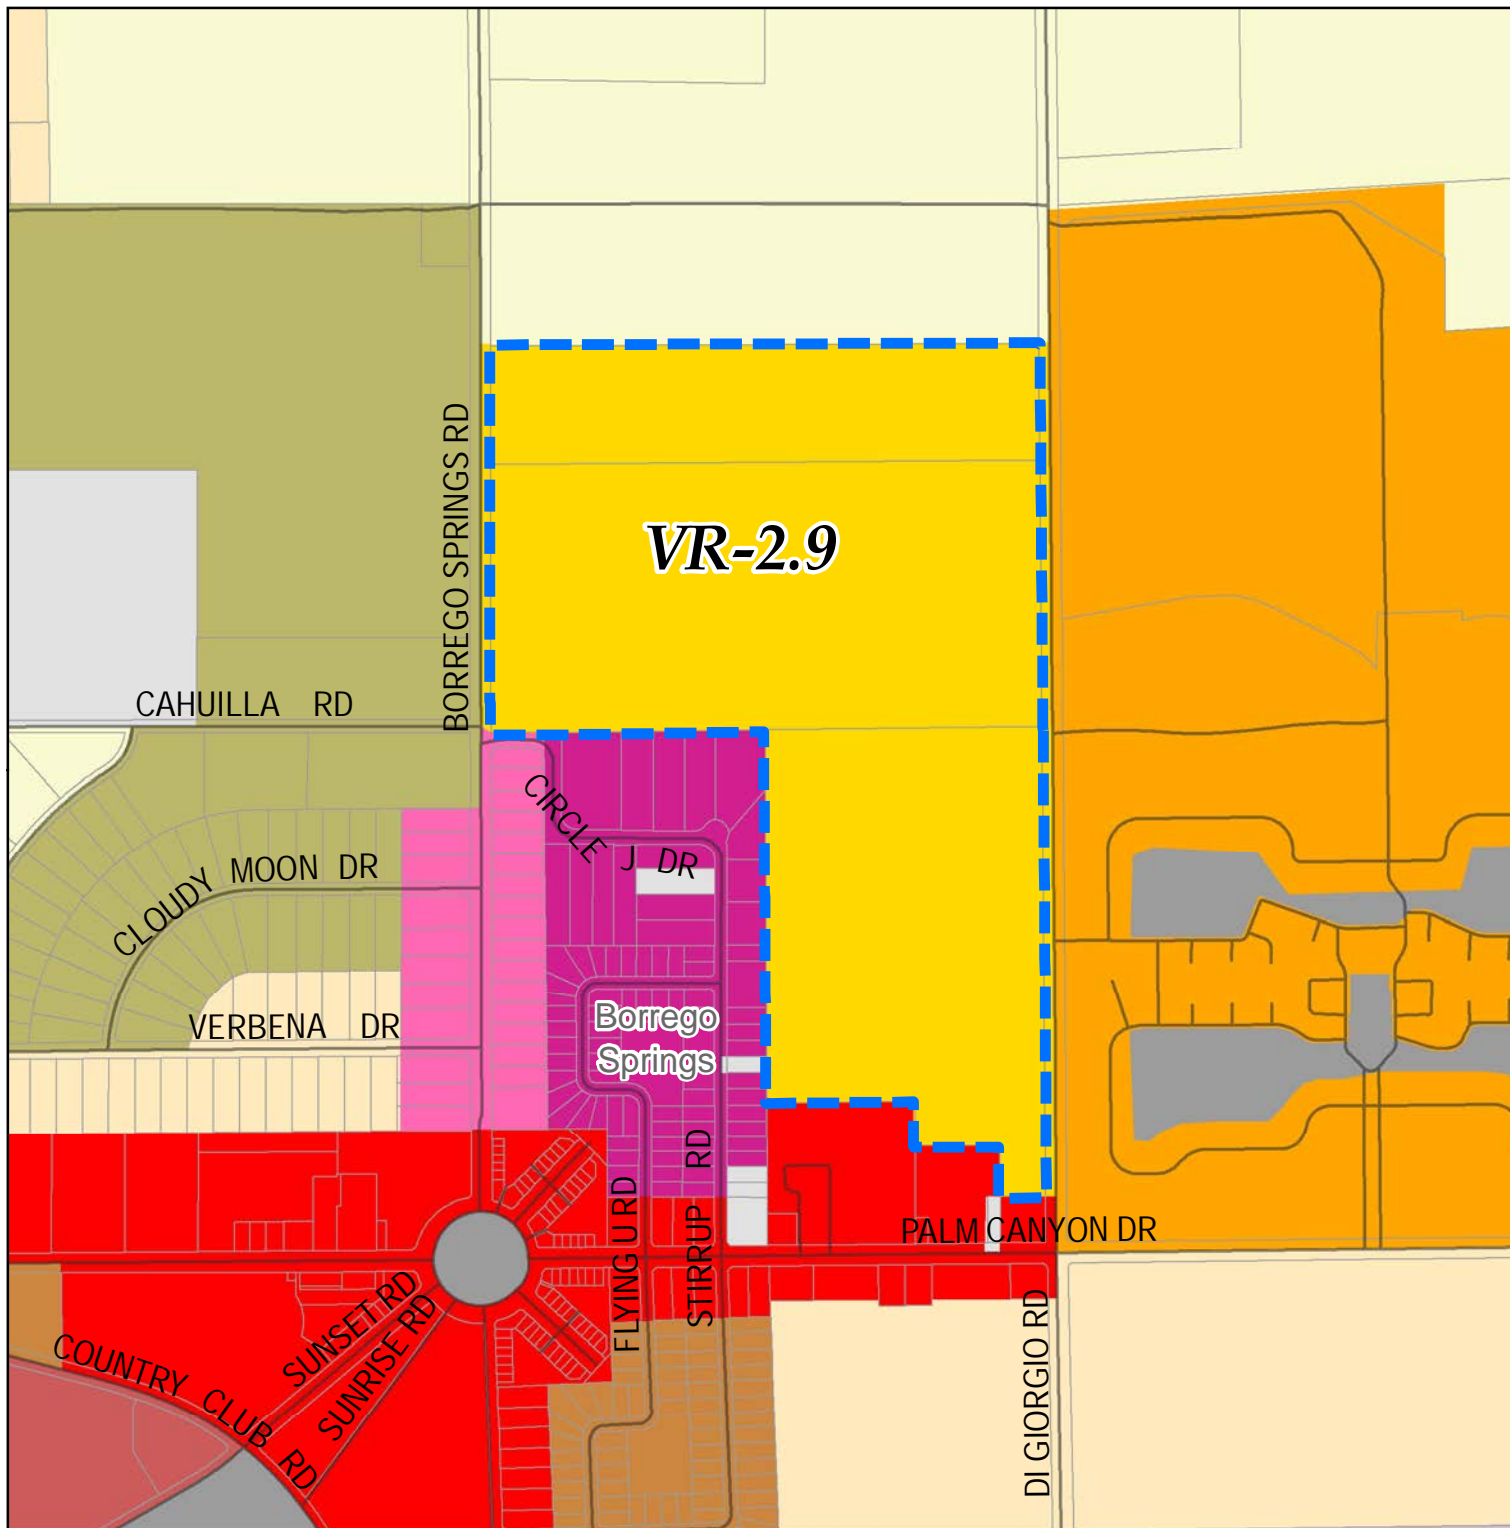 BORREGO SPRINGS RD
VR-2.9
CAHUILLA RD
CIRCLE J DR
CLOUDY MOON DR
VERBENA DR
Borrego
Springs
FLYING U RD
STIRRUP RD
PALM CANYON DR
SUNSET RD
SUNRISE RD
COUNTRY CLUB RD
DI GIORGIO RD